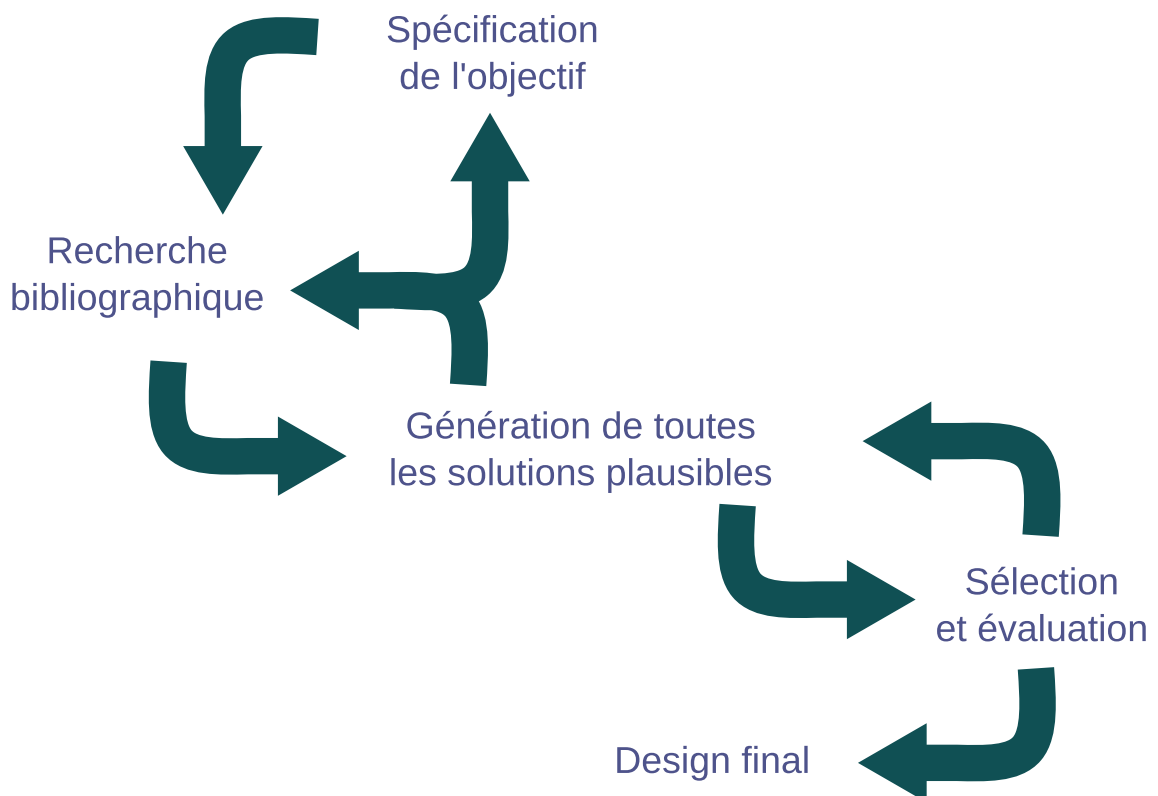 Spécification
de l'objectif
Recherche
bibliographique
Génération de toutes
les solutions plausibles
Sélection
et évaluation
Design final